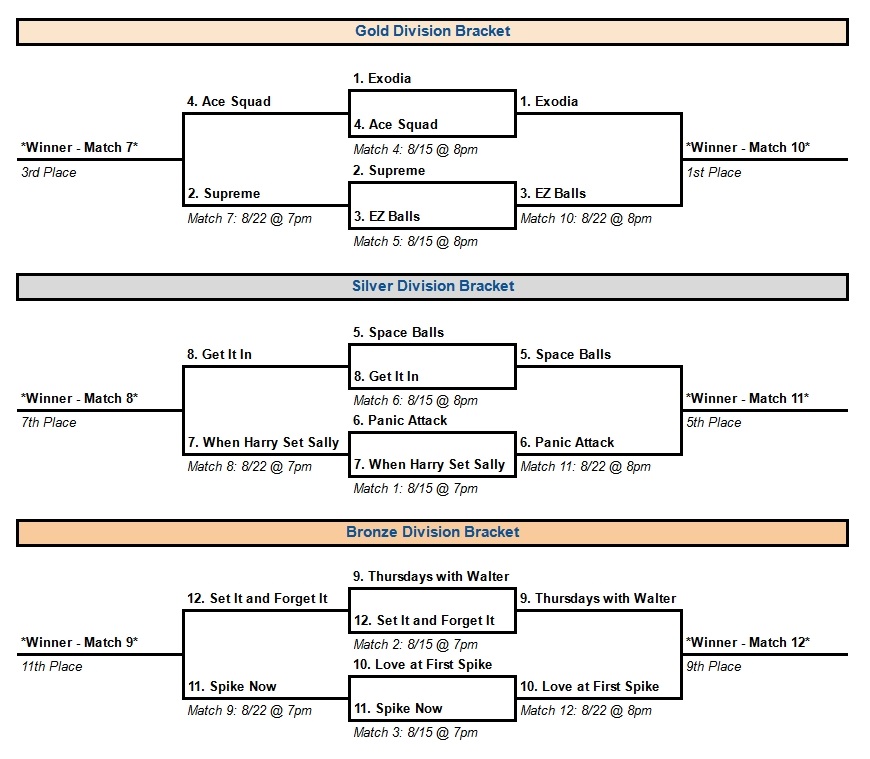 Gold Division Bracket
1. Exodia
4. Ace Squad
1. Exodia
4. Ace Squad
*Winner - Match 7*
*Winner - Match 10*
Match 4: 8/15 @ 8pm
3rd Place
2. Supreme
1st Place
2. Supreme
3. EZ Balls
3. EZ Balls
Match 7: 8/22 @ 7pm
Match 10: 8/22 @ 8pm
Match 5: 8/15 @ 8pm
Silver Division Bracket
5. Space Balls
8. Get It In
5. Space Balls
8. Get It In
*Winner - Match 8*
*Winner - Match 11*
Match 6: 8/15 @ 8pm
7th Place
6. Panic Attack
5th Place
7. When Harry Set Sally
6. Panic Attack
7. When Harry Set Sally
Match 8: 8/22 @ 7pm
Match 11: 8/22 @ 8pm
Match 1: 8/15 @ 7pm
Bronze Division Bracket
9. Thursdays with Walter
12. Set It and Forget It
9. Thursdays with Walter
12. Set It and Forget It
*Winner - Match 9*
*Winner - Match 12*
Match 2: 8/15 @ 7pm
11th Place
10. Love at First Spike
9th Place
11. Spike Now
10. Love at First Spike
11. Spike Now
Match 9: 8/22 @ 7pm
Match 12: 8/22 @ 8pm
Match 3: 8/15 @ 7pm